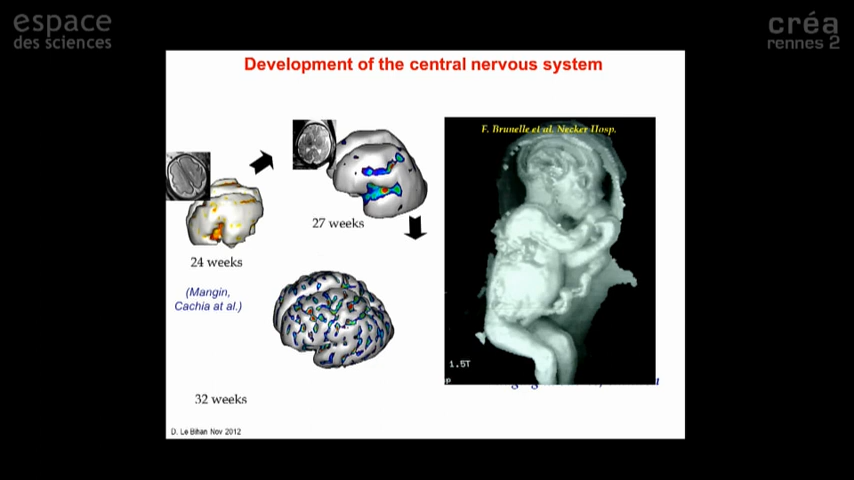 espace
des sciences
créa
rennes 2
Development of the central nervous system
F. Brunelle et al. Necker Hosp.
27 weeks
24 weeks
(Mangin,
Cachia at al.)
1.5T
32 weeks
D. Le Bihan Nov 2012